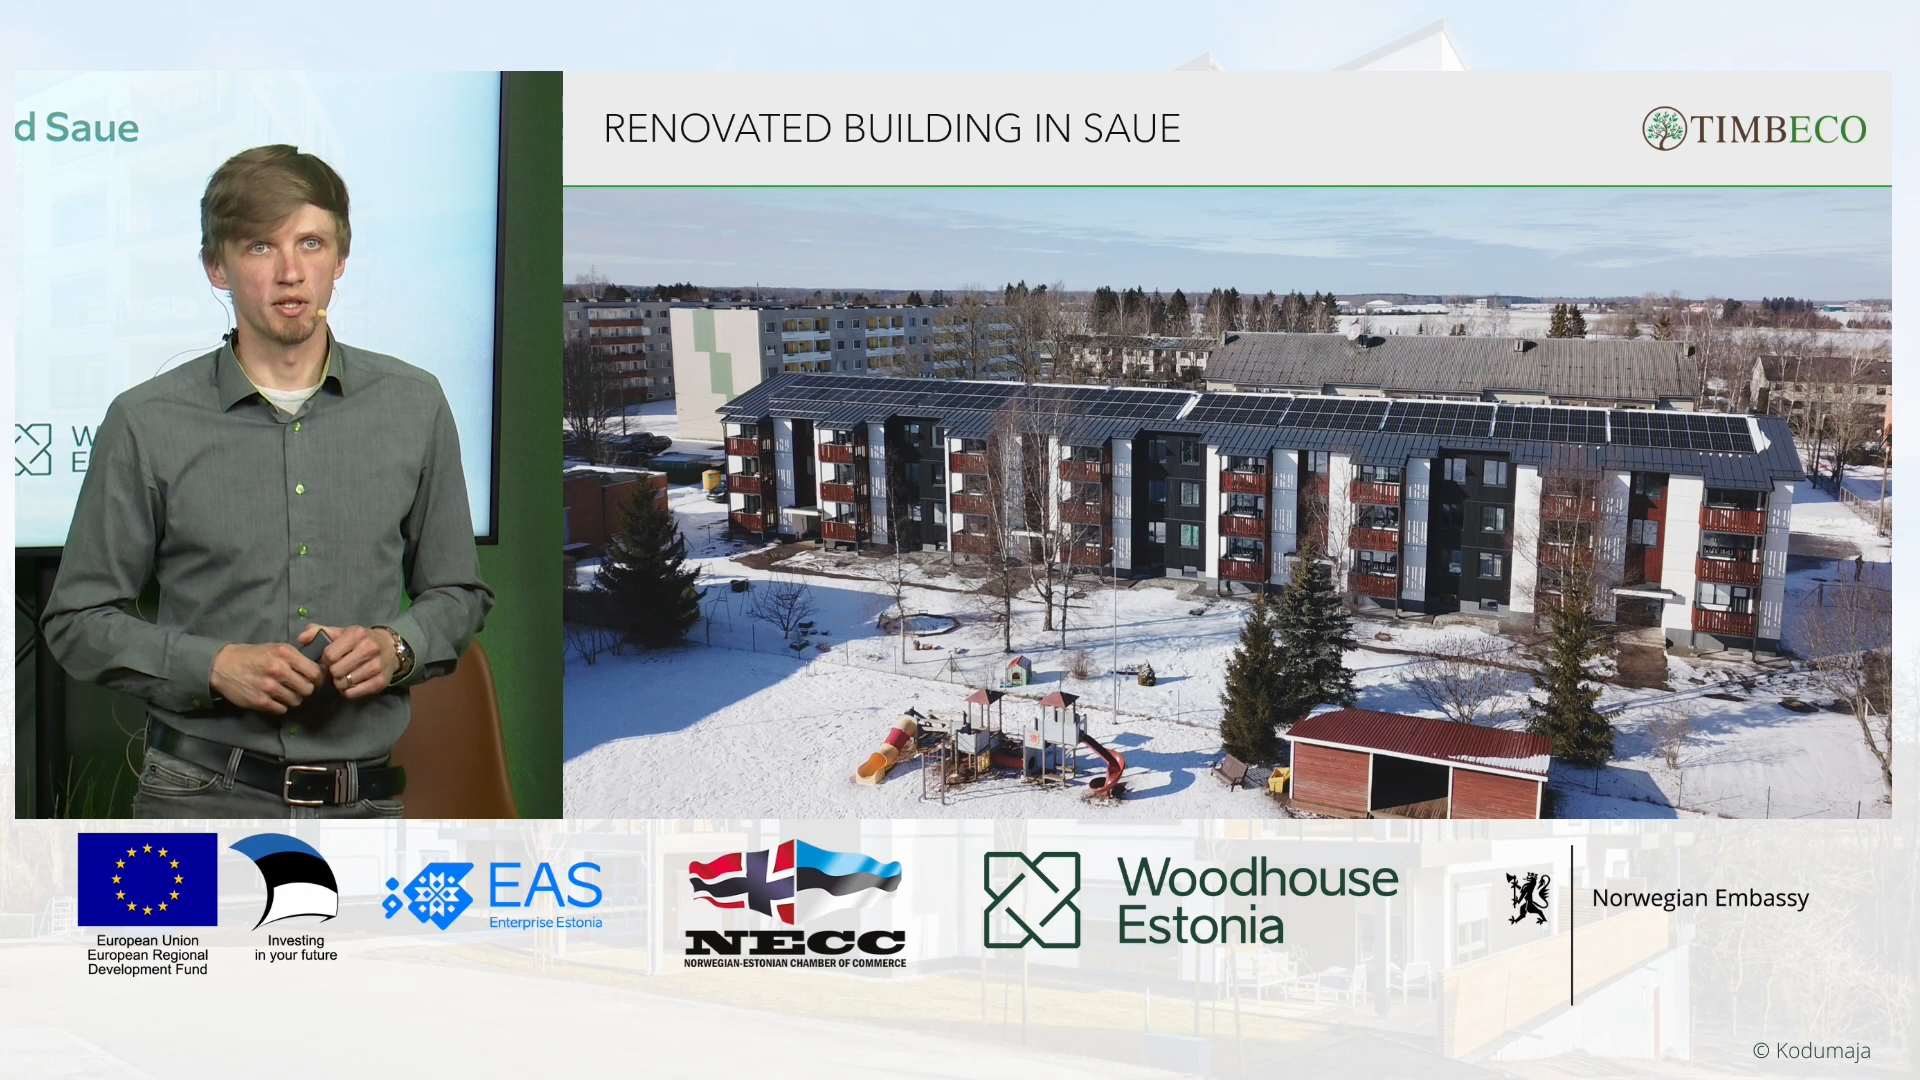 d Saue
W
E
RENOVATED BUILDING IN SAUE
TIMBECO
European Union
European Regional
Development Fund
Investing
in your future
EAS
Enterprise Estonia
NECC
NORWEGIAN-ESTONIAN CHAMBER OF COMMERCE
Woodhouse
Estonia
Norwegian Embassy
© Kodumaja